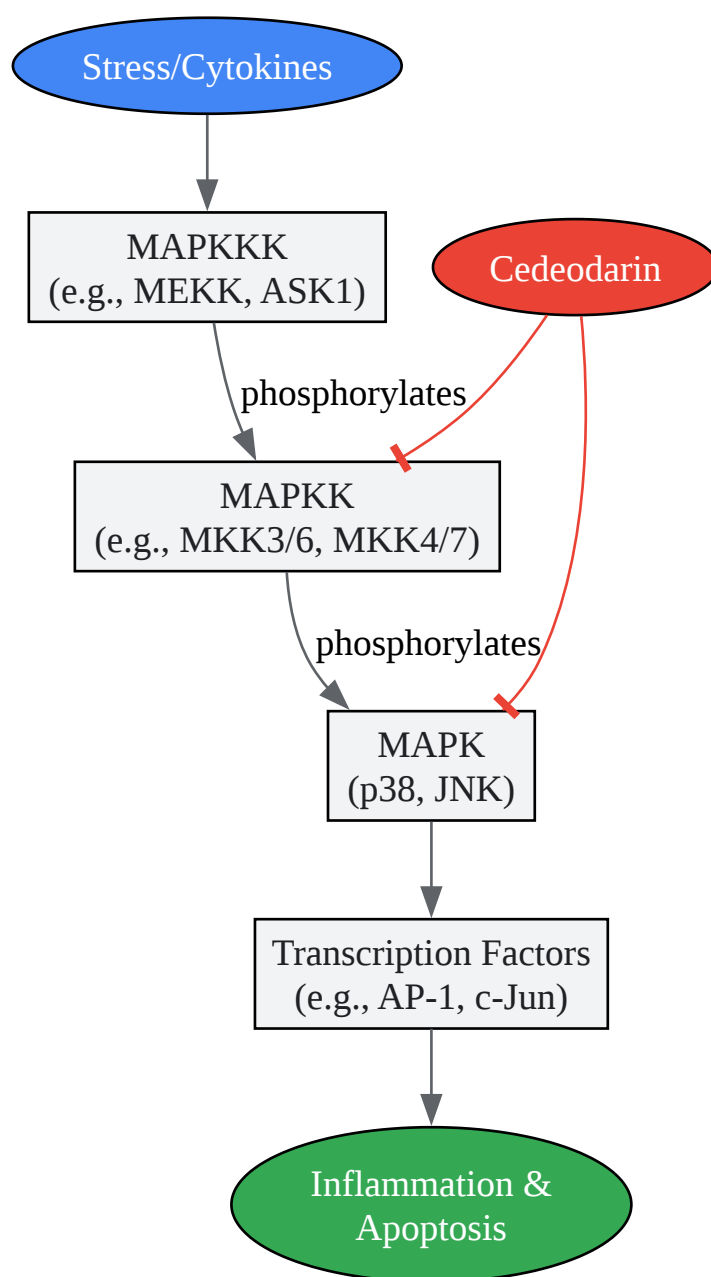 Stress/Cytokines
MAPKKK
(e.g., MEKK, ASK1)
Cedeodarin
phosphorylates
MAPKK
(e.g., MKK3/6, MKK4/7)
phosphorylates
MAPK
(p38, JNK)
Transcription Factors
(e.g., AP-1, c-Jun)
Inflammation &
Apoptosis